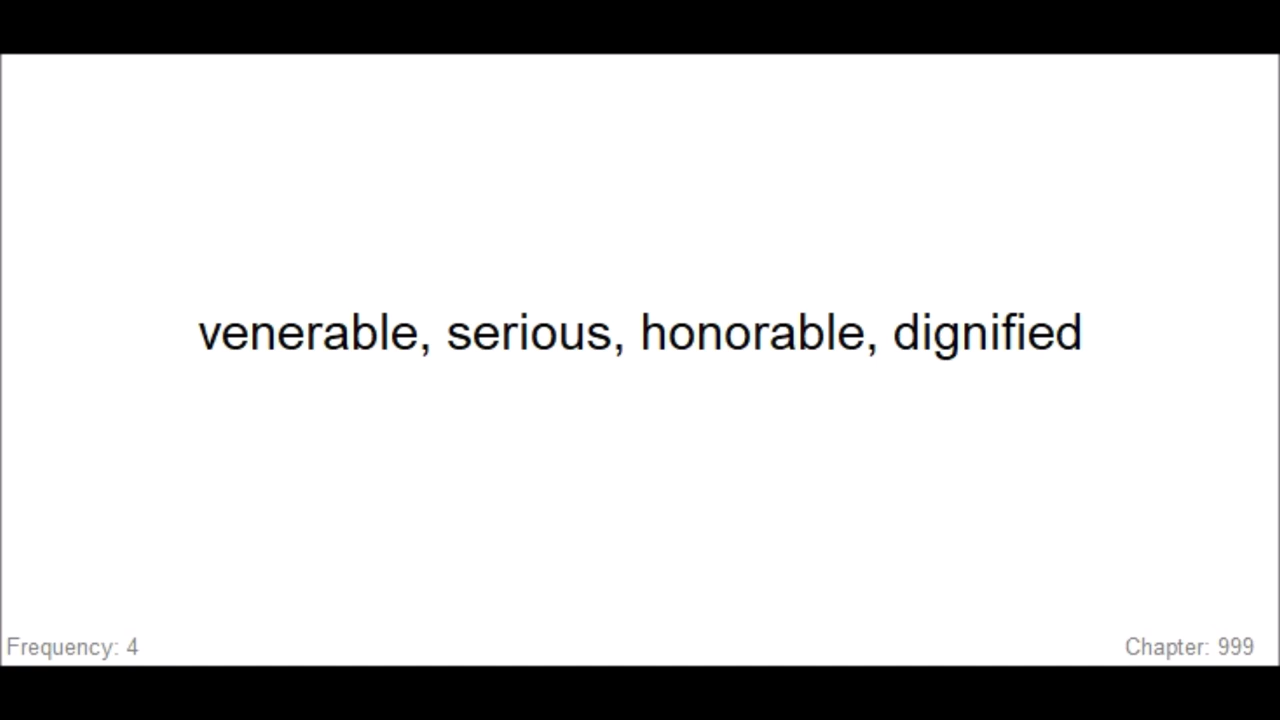 venerable, serious, honorable, dignified
Frequency: 4
Chapter: 999